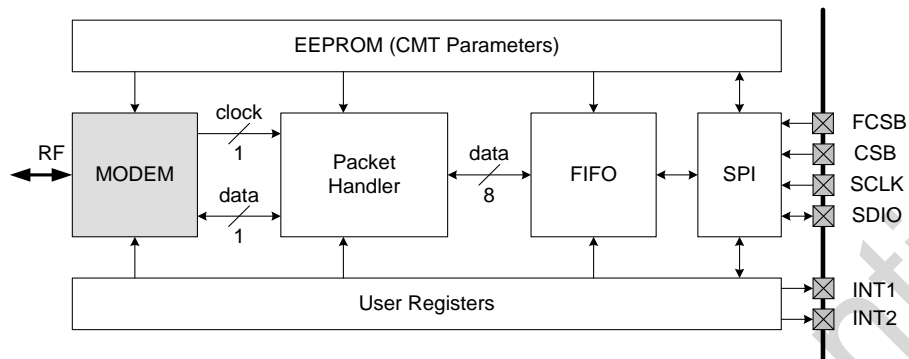 EEPROM (CMT Parameters)
RF
MODEM
clock
1
data
1
Packet
Handler
data
8
FIFO
SPI
FCSB
CSB
SCLK
SDIO
User Registers
INT1
INT2